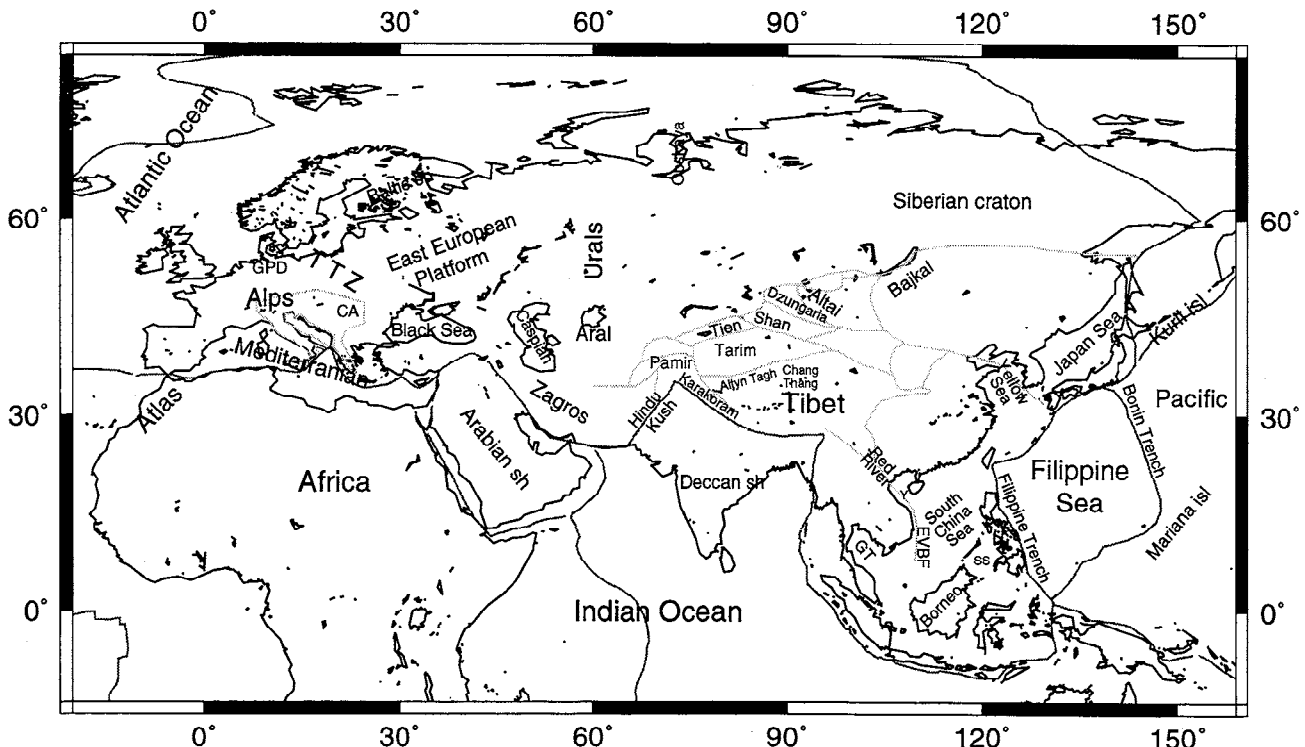 0° 30° 60° 90° 120° 150°
Atlantic Ocean
Siberian craton
60° 60°
East European
Platform
Urals
GPD
TTZ
Bajkal
Altai
Dzungaria
Alps
CA
Black Sea
Caspian
Aral
Tien Shan
Japan Sea
Kuril isl
Mediterranean
Tarim
Pamir
Altyn Tagh
Chang
Thang
Yellow
Sea
Karakoram
Atlas
Zagros
Hindu
Kush
Tibet
Bonin Trench
Pacific
30° 30°
Arabian sh
Africa
Deccan sh
Red
River
Filippine
Sea
Filippine Trench
South
China
Sea
Mariana isl
GT
EVBF
SS
Borneo
0° 0°
Indian Ocean
0° 30° 60° 90° 120° 150°